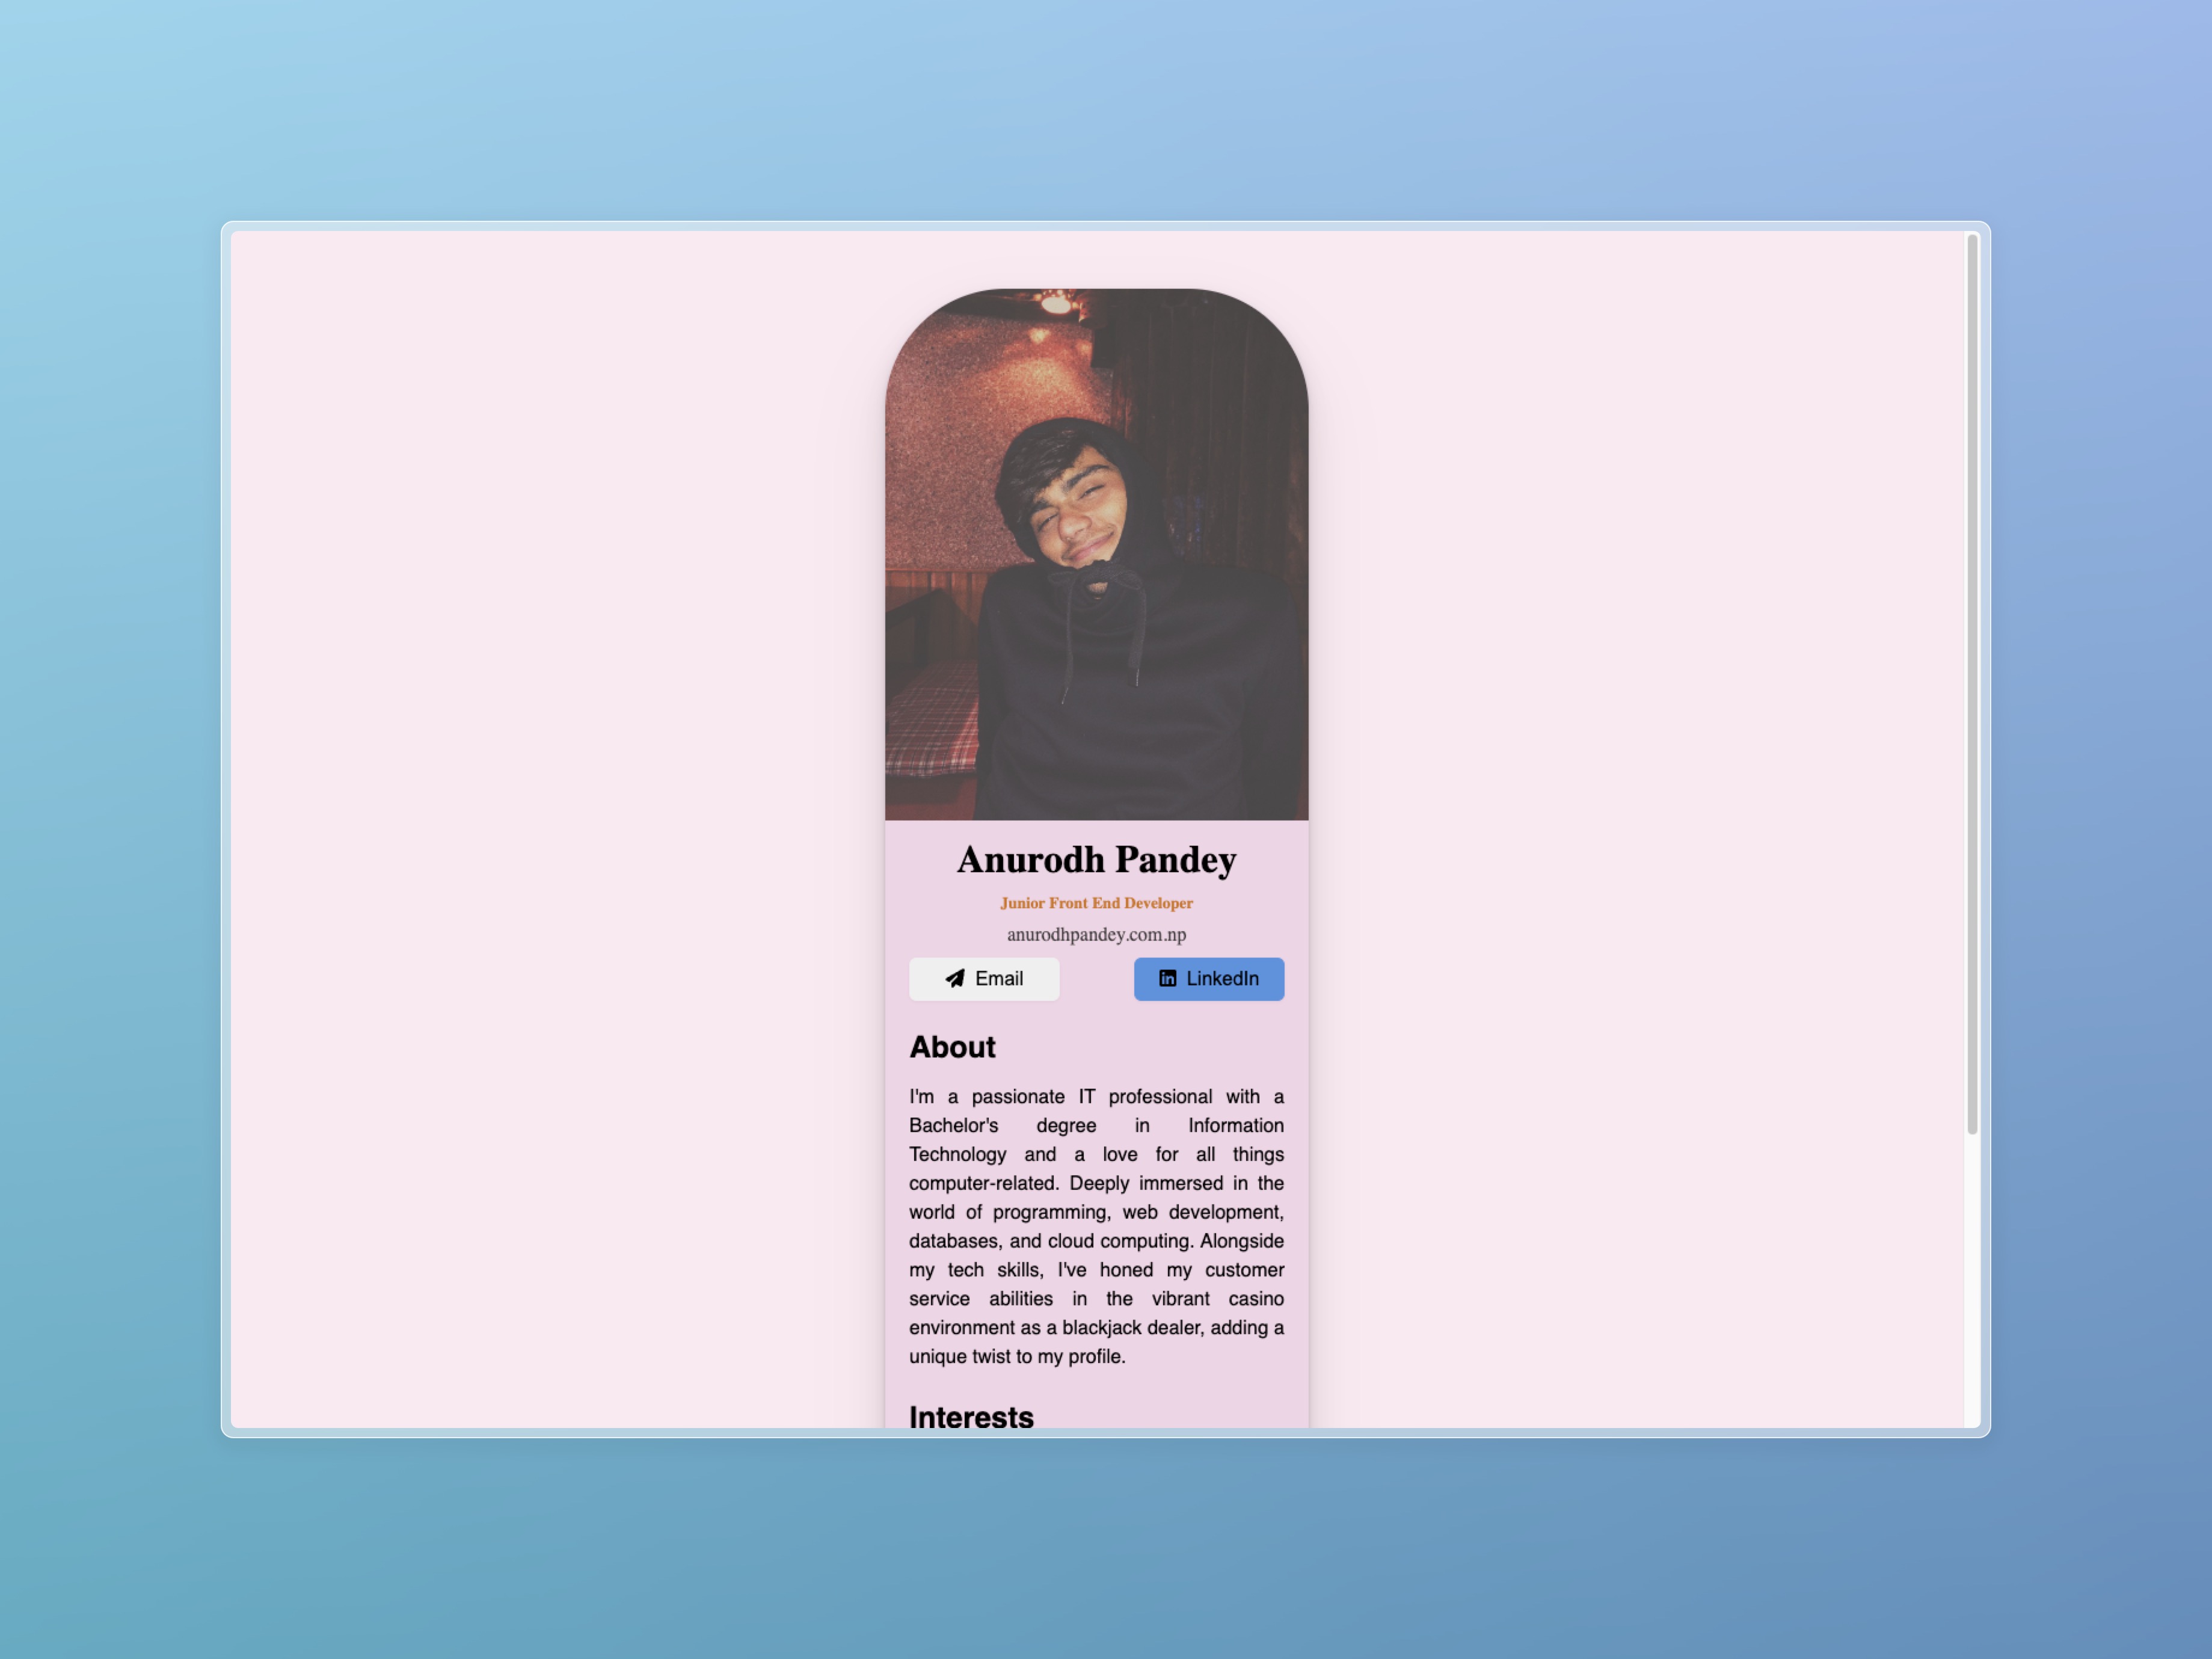 Anurodh Pandey
Junior Front End Developer
anurodhpandey.com.np
Email
LinkedIn
About
I'm a passionate IT professional with a
Bachelor's degree in Information
Technology and a love for all things
computer-related. Deeply immersed in the
world of programming, web development,
databases, and cloud computing. Alongside
my tech skills, I've honed my customer
service abilities in the vibrant casino
environment as a blackjack dealer, adding a
unique twist to my profile.
Interests